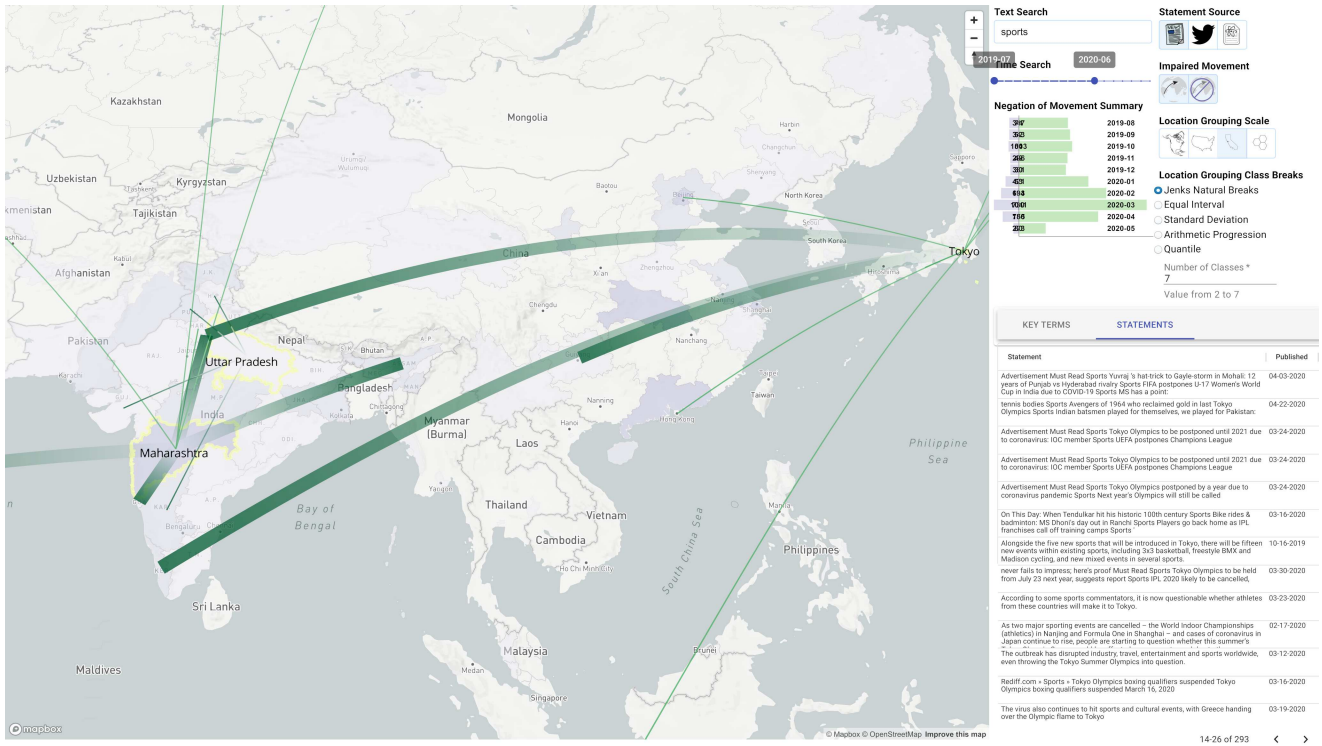 Text Search
sports
Statement Source
Time Search
2019-07
2020-06
Impaired Movement
Negation of Movement Summary
2019-08
2019-09
2019-10
2019-11
2019-12
2020-01
2020-02
2020-03
2020-04
2020-05
Location Grouping Scale
Location Grouping Class Breaks
Jenks Natural Breaks
Equal Interval
Standard Deviation
Arithmetic Progression
Quantile
Number of Classes *
7
Value from 2 to 7
KEY TERMS
STATEMENTS
Statement
Published
Advertisement Must Read Sports Yuvraj 's hat-trick to Gayle-storm in Mohali: 12
years of Punjab vs Hyderabad rivalry Sports FIFA postpones U-17 Women's World
Cup in India due to COVID-19 Sports MS has a point:
04-03-2020
tennis bodies Sports Avengers of 1964 who reclaimed gold in last Tokyo
Olympics Sports Indian batsmen played for themselves, we played for Pakistan:
04-22-2020
Advertisement Must Read Sports Tokyo Olympics to be postponed until 2021 due
to coronavirus: IOC member Sports UEFA postpones Champions League
03-24-2020
Advertisement Must Read Sports Tokyo Olympics to be postponed until 2021 due
to coronavirus: IOC member Sports UEFA postpones Champions League
03-24-2020
Advertisement Must Read Sports Tokyo Olympics postponed by a year due to
coronavirus pandemic Sports Next year's Olympics will still be called
03-24-2020
On This Day: When Tendulkar hit his historic 100th century Sports Bike rides &
badminton: MS Dhoni's day out in Ranchi Sports Players go back home as IPL
franchises call off training camps Sports
03-16-2020
Alongside the five new sports that will be introduced in Tokyo, there will be fifteen
new events within existing sports, including 3x3 basketball, freestyle BMX and
Madison cycling, and new mixed events in several sports.
10-16-2019
never fails to impress; here's proof Must Read Sports Tokyo Olympics to be held
from July 23 next year, suggests report Sports IPL 2020 likely to be cancelled,
03-30-2020
According to some sports commentators, it is now questionable whether athletes
from these countries will make it to Tokyo.
03-23-2020
As two major sporting events are cancelled – the World Indoor Championships
(athletics) in Nanjing and Formula One in Shanghai – and cases of coronavirus in
Japan continue to rise, people are starting to question whether this summer's
02-17-2020
The outbreak has disrupted industry, travel, entertainment and sports worldwide,
even throwing the Tokyo Summer Olympics into question.
03-12-2020
Rediff.com » Sports » Tokyo Olympics boxing qualifiers suspended Tokyo
Olympics boxing qualifiers suspended March 16, 2020
03-16-2020
The virus also continues to hit sports and cultural events, with Greece handing
over the Olympic flame to Tokyo
03-19-2020
14-26 of 293
Kazakhstan
Mongolia
Harbin
Changchun
Urumqi
Shenyang
Sapporo
Uzbekistan
Tashkent
Kyrgyzstan
Baotou
Beijing
North Korea
Tajikistan
Seoul
South Korea
Tokyo
Hiroshima
Kabul
Afghanistan
China
Xi'an
Zhengzhou
Nanjing
Shanghai
Chengdu
Pakistan
Nepal
Bhutan
Nanchang
Uttar Pradesh
Karachi
Bangladesh
Taipei
Taiwan
India
Kolkata
Chittagong
Nanning
Hong Kong
Hanoi
Myanmar
(Burma)
Laos
Maharashtra
Philippine
Sea
Yangon
Bay of
Bengal
Thailand
Vietnam
Manila
Bengaluru
Cambodia
Philippines
South China Sea
Ho Chi Minh City
Sri Lanka
Brunei
Malaysia
Medan
Maldives
Singapore
mapbox
© Mapbox © OpenStreetMap Improve this map